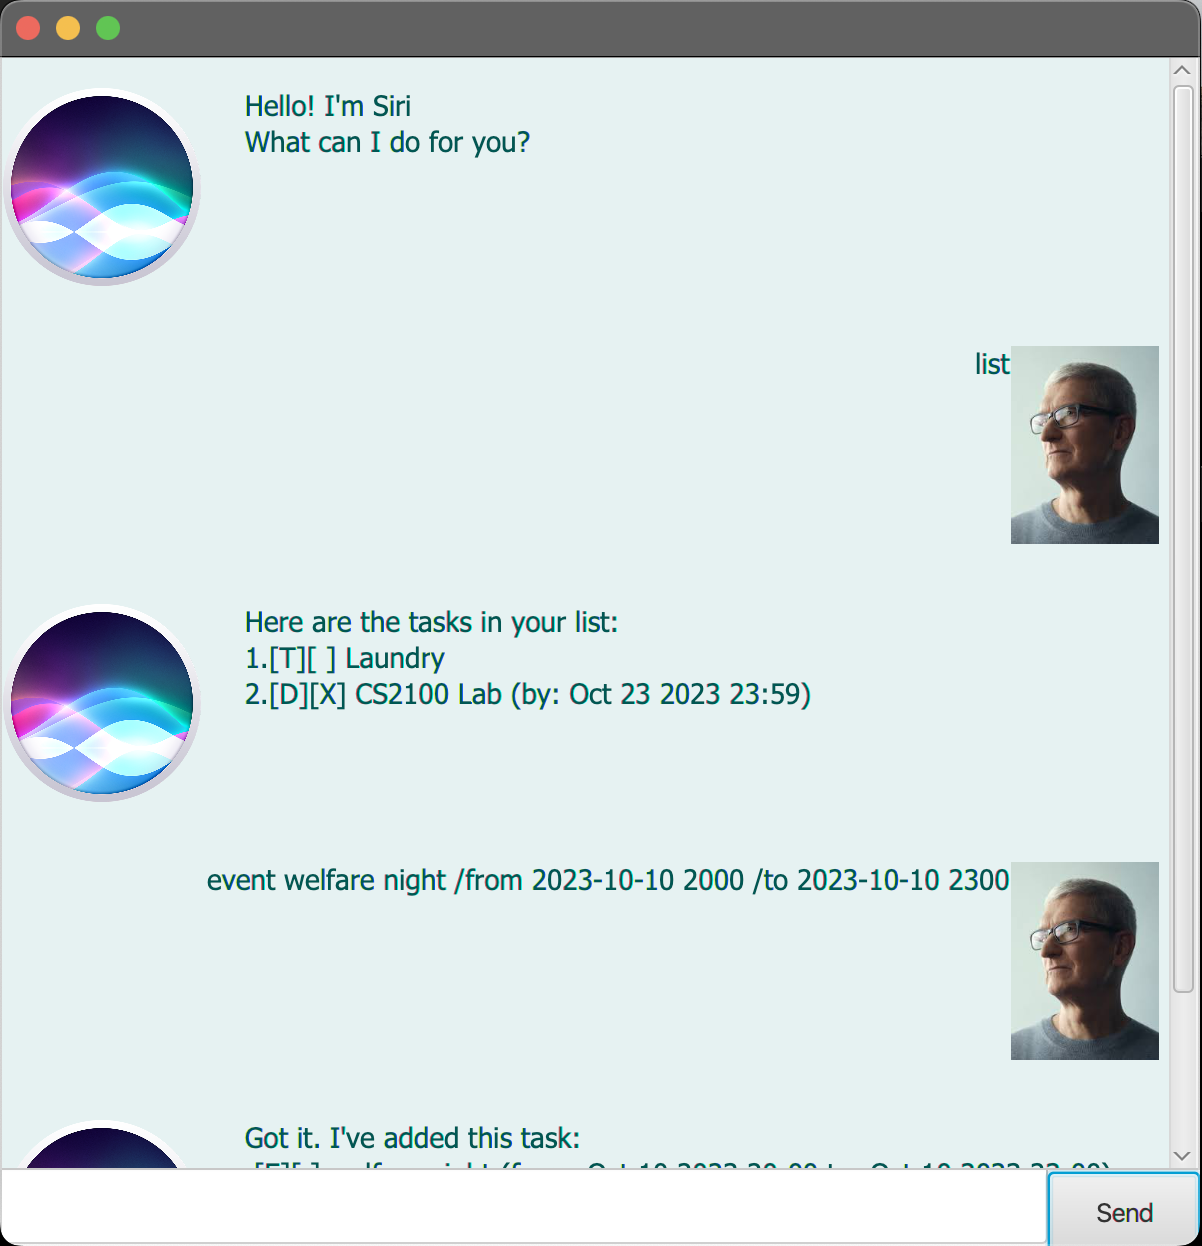 Hello! I'm Siri
What can I do for you?
list
Here are the tasks in your list:
1.[T][ ] Laundry
2.[D][X] CS2100 Lab (by: Oct 23 2023 23:59)
event welfare night /from 2023-10-10 2000 /to 2023-10-10 2300
Got it. I've added this task:
Send